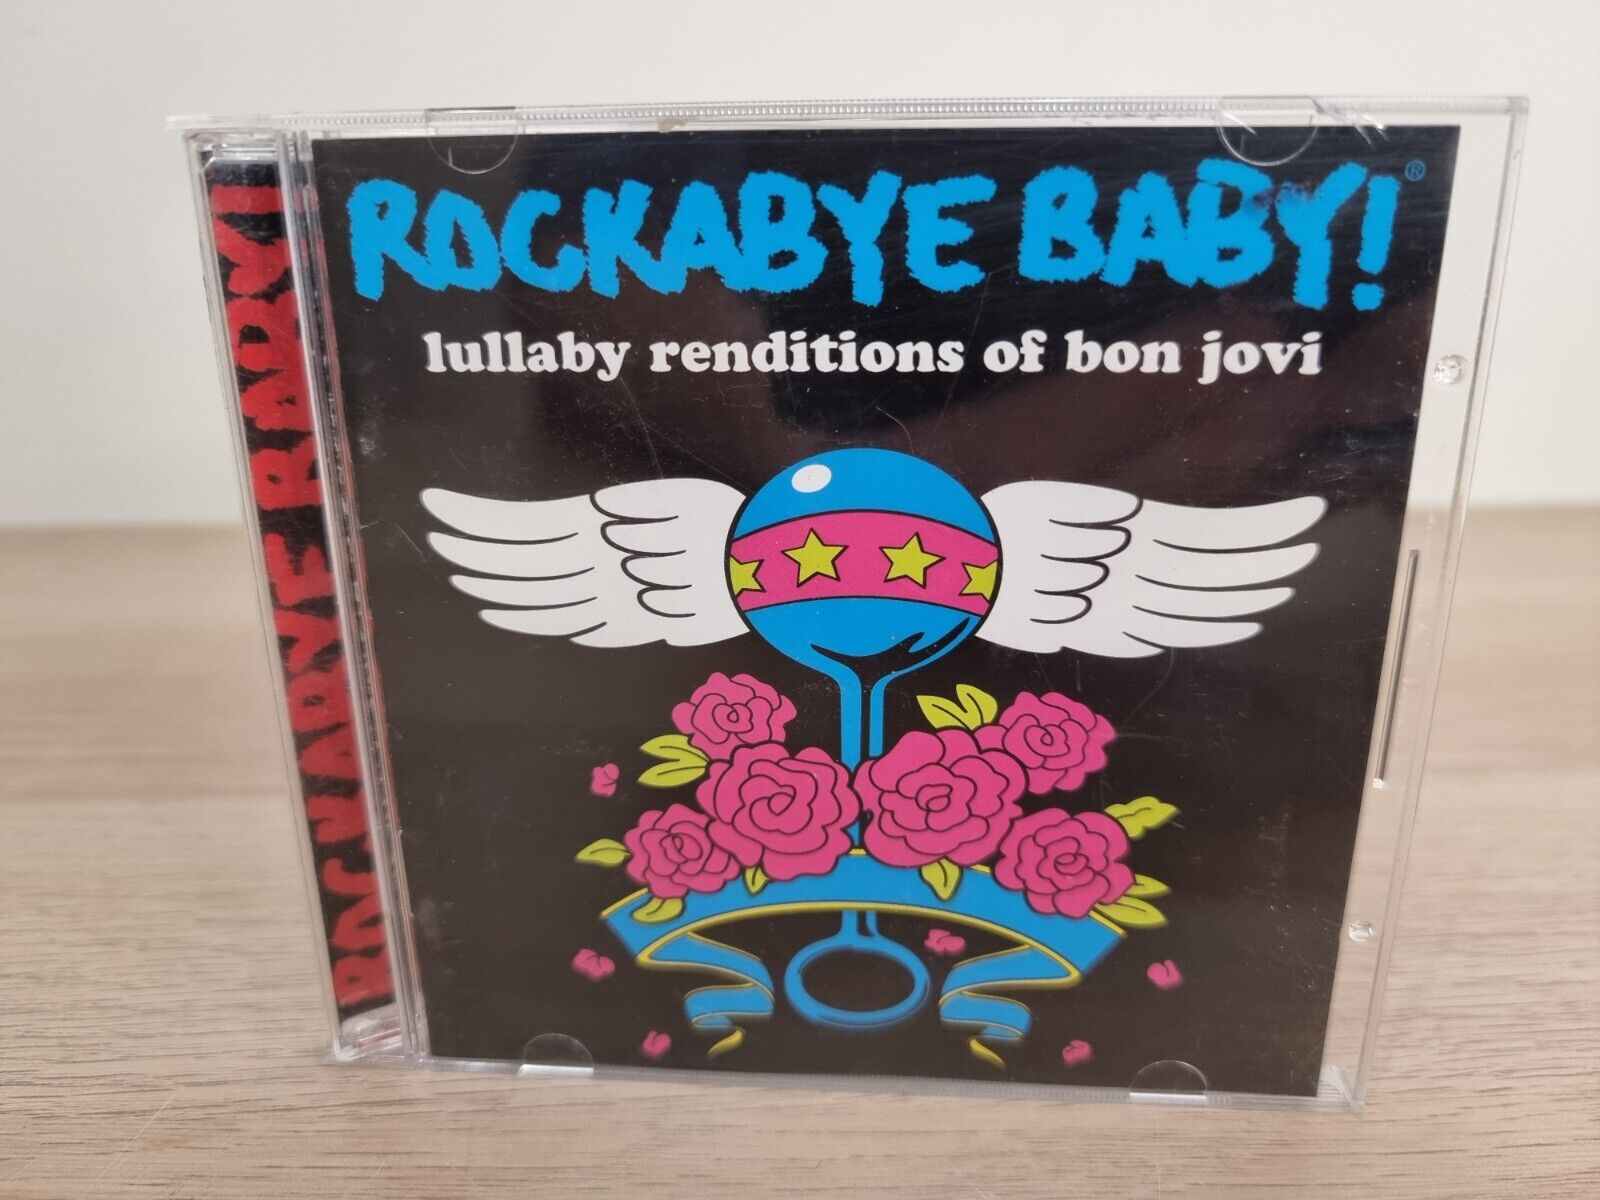 ROCKABYE BABY!®
lullaby renditions of bon jovi
ROCKABYE BABY!